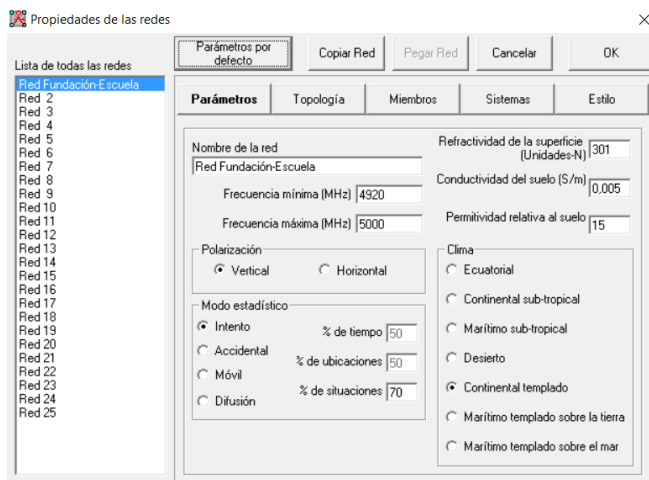 Propiedades de las redes
Parámetros por
defecto
Copiar Red
Pegar Red
Cancelar
OK
Lista de todas las redes
Red Fundación-Escuela
Red 2
Red 3
Red 4
Red 5
Red 6
Red 7
Red 8
Red 9
Red 10
Red 11
Red 12
Red 13
Red 14
Red 15
Red 16
Red 17
Red 18
Red 19
Red 20
Red 21
Red 22
Red 23
Red 24
Red 25
Parámetros
Topología
Miembros
Sistemas
Estilo
Nombre de la red
Red Fundación-Escuela
Frecuencia mínima (MHz) 4920
Frecuencia máxima (MHz) 5000
Polarización
Vertical
Horizontal
Modo estadístico
Intento
Accidental
Móvil
Difusión
% de tiempo 50
% de ubicaciones 50
% de situaciones 70
Refractividad de la superficie
(Unidades-N) 301
Conductividad del suelo (S/m) 0,005
Permitividad relativa al suelo 15
Clima
Ecuatorial
Continental sub-tropical
Marítimo sub-tropical
Desierto
Continental templado
Marítimo templado sobre la tierra
Marítimo templado sobre el mar